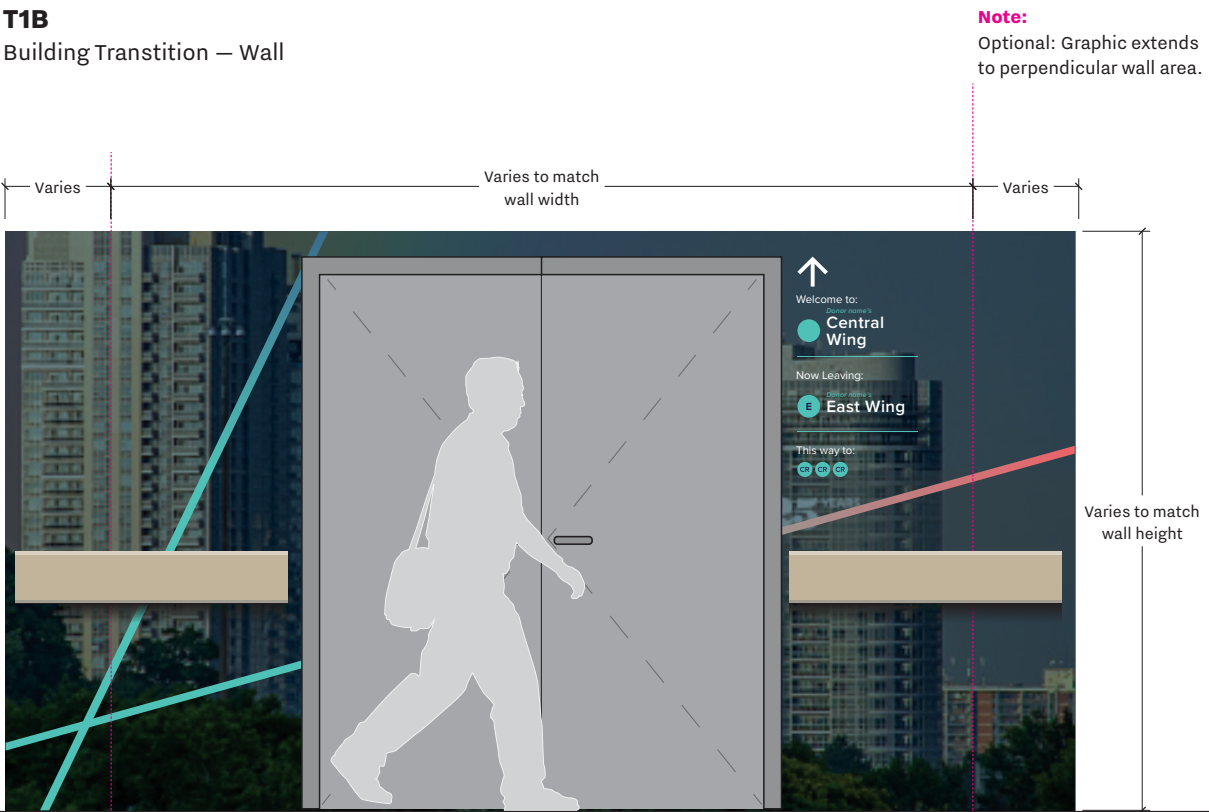 T1B
Building Transtition — Wall
Note:
Optional: Graphic extends
to perpendicular wall area.
Varies
Varies to match
wall width
Varies
Welcome to:
Donor name's
Central
Wing
Now Leaving:
Donor name's
E
East Wing
This way to:
CR CR CR
Varies to match
wall height